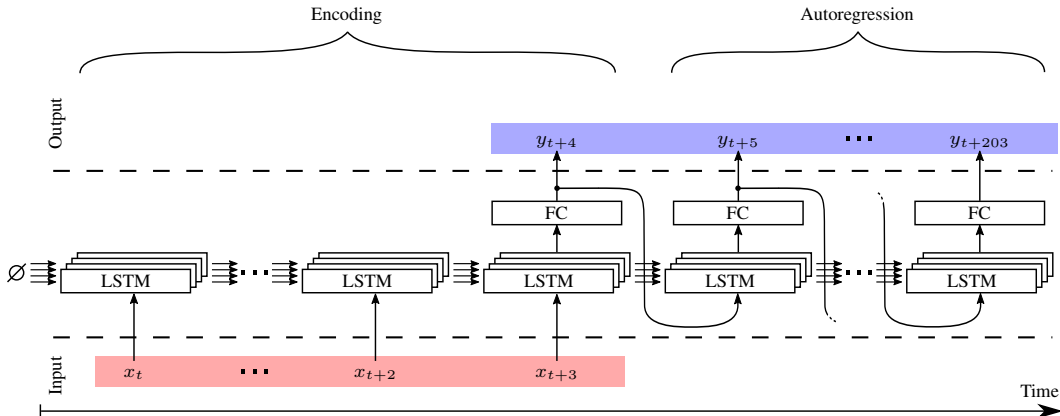 Encoding Autoregression
Output
y_{t+4} y_{t+5} ... y_{t+203}
FC FC FC
∅ LSTM ... LSTM LSTM LSTM ... LSTM
Input
x_t ... x_{t+2} x_{t+3}
Time